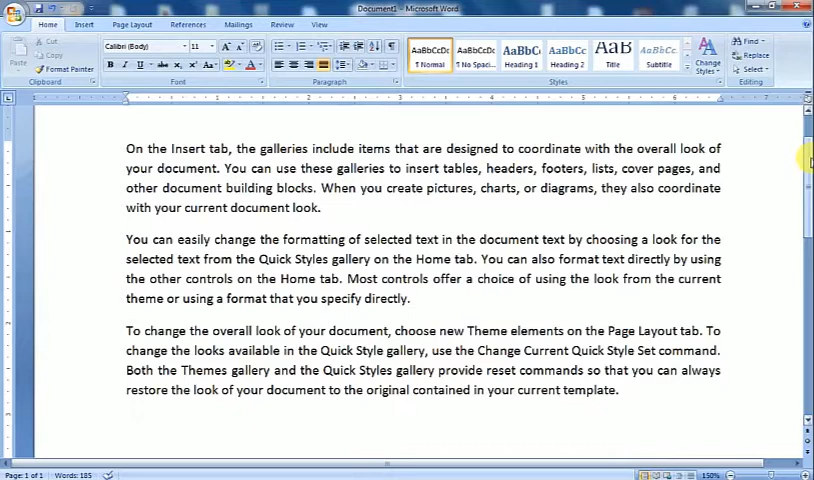 Document1 - Microsoft Word
Home Insert Page Layout References Mailings Review View
Cut
Copy
Paste
Format Painter
Clipboard
Calibri (Body) 11
B I U abc x₂ x² Aa
Font
Paragraph
AaBbCcDc AaBbCcDc AaBbC AaBbCc AaB AaBbCc
¶ Normal ¶ No Spaci... Heading 1 Heading 2 Title Subtitle
Change
Styles
Styles
Find
Replace
Select
Editing
1 2 3 4 5 6 7
On the Insert tab, the galleries include items that are designed to coordinate with the overall look of
your document. You can use these galleries to insert tables, headers, footers, lists, cover pages, and
other document building blocks. When you create pictures, charts, or diagrams, they also coordinate
with your current document look.
You can easily change the formatting of selected text in the document text by choosing a look for the
selected text from the Quick Styles gallery on the Home tab. You can also format text directly by using
the other controls on the Home tab. Most controls offer a choice of using the look from the current
theme or using a format that you specify directly.
To change the overall look of your document, choose new Theme elements on the Page Layout tab. To
change the looks available in the Quick Style gallery, use the Change Current Quick Style Set command.
Both the Themes gallery and the Quick Styles gallery provide reset commands so that you can always
restore the look of your document to the original contained in your current template.
Page: 1 of 1 Words: 185 150%